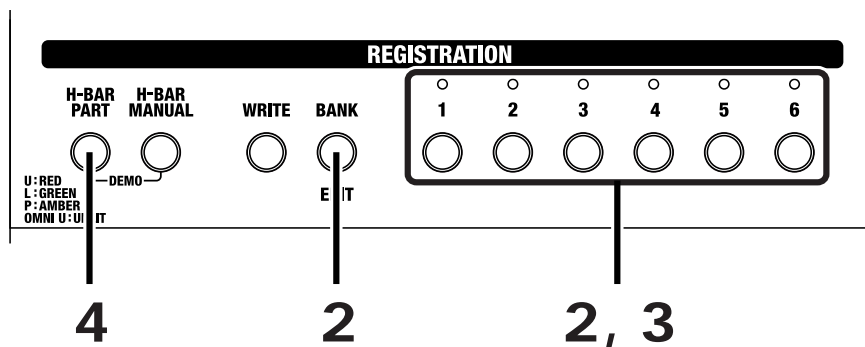 REGISTRATION
H-BAR PART
H-BAR MANUAL
WRITE
BANK
1 2 3 4 5 6
DEMO
U:RED
L:GREEN
P:AMBER
OMNI U:
4 2 2, 3